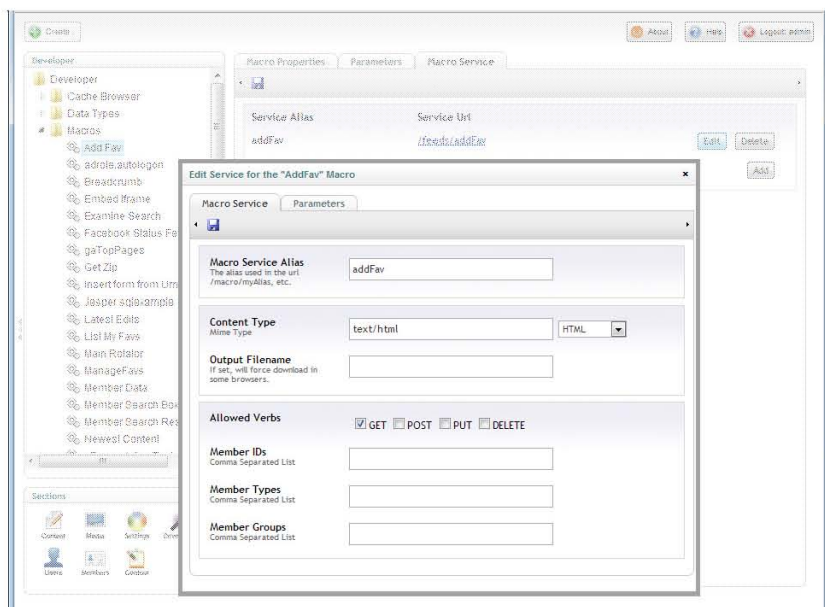 Create
About
Help
Logout: admin
Developer
Developer
Cache Browser
Data Types
Macros
Add Fav
adrole.autologon
Breadcrumb
Embed Iframe
Examine Search
Facebook Status Fe
gaTopPages
Get Zip
Insert form from Um
Jesper sqlexample
Latest Edits
List My Favs
Main Rotator
ManageFavs
Member Data
Member Search Box
Member Search Res
Newest Content
Sections
Content
Media
Settings
Users
Members
Macro Properties
Parameters
Macro Service
Service Alias
Service Url
addFav
/feeds/addFav
Edit
Delete
Add
Edit Service for the "AddFav" Macro
Macro Service
Parameters
Macro Service Alias
The alias used in the url
/macro/myAlias, etc.
addFav
Content Type
Mime Type
text/html
HTML
Output Filename
If set, will force download in
some browsers.
Allowed Verbs
GET POST PUT DELETE
Member IDs
Comma Separated List
Member Types
Comma Separated List
Member Groups
Comma Separated List